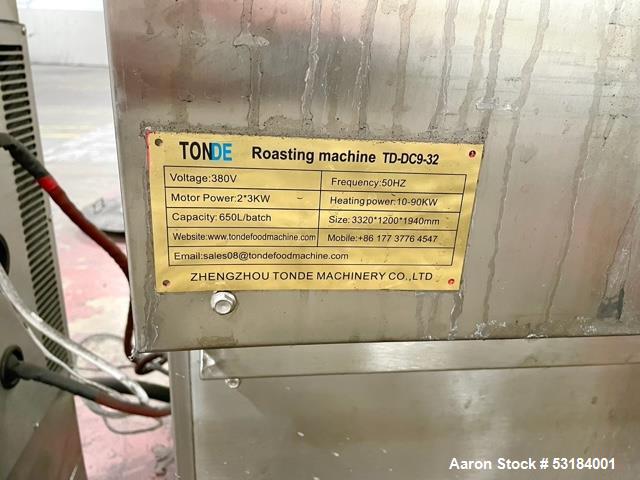 TONDE Roasting machine TD-DC9-32
Voltage:380V Frequency:50HZ
Motor Power:2*3KW Heating power:10-90KW
Capacity:650L/batch Size:3320*1200*1940mm
Website:www.tondefoodmachine.com Mobile:+86 177 3776 4547
Email:sales08@tondefoodmachine.com
ZHENGZHOU TONDE MACHINERY CO.,LTD
Aaron Stock # 53184001